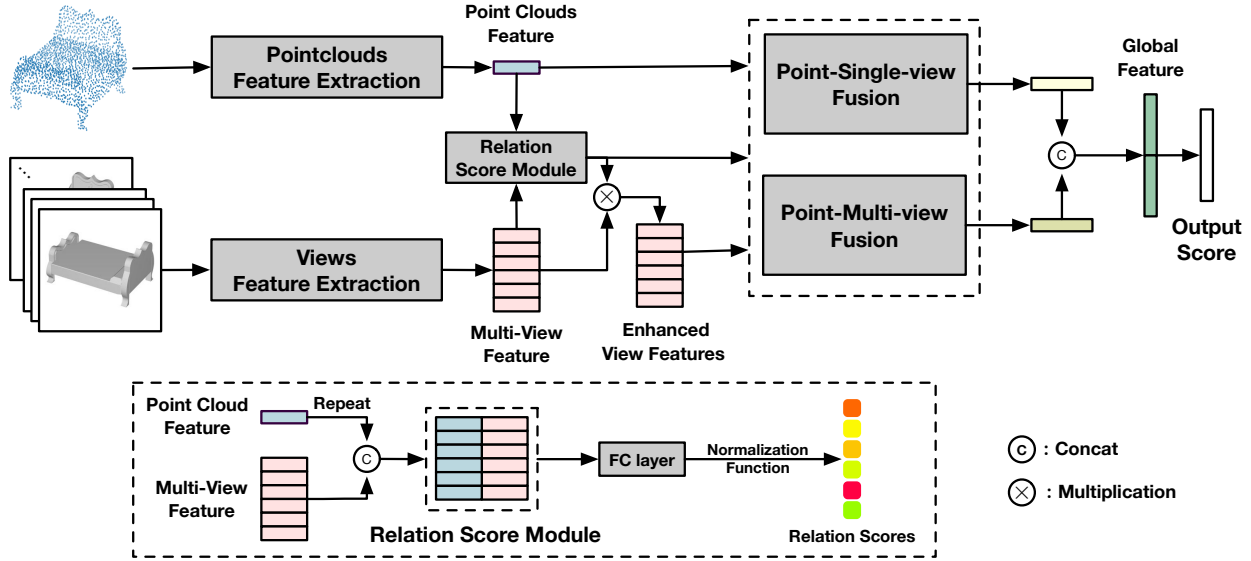 Point Clouds
Feature
Pointclouds
Feature Extraction
Point-Single-view
Fusion
Global
Feature
Relation
Score Module
C
Point-Multi-view
Fusion
Views
Feature Extraction
Output
Score
Multi-View
Feature
Enhanced
View Features
Point Cloud
Feature
Repeat
C
Multi-View
Feature
FC layer
Normalization
Function
Relation Score Module
Relation Scores
C : Concat
: Multiplication